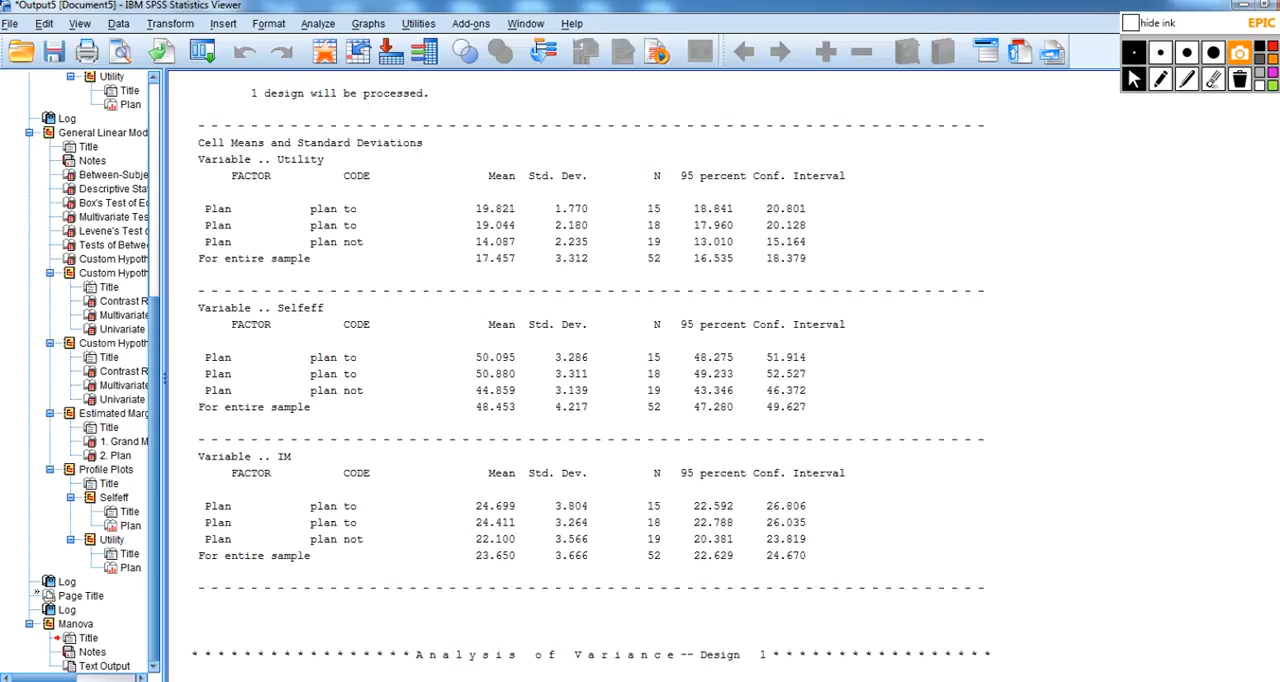 *Output5 [Document5] - IBM SPSS Statistics Viewer
File Edit View Data Transform Insert Format Analyze Graphs Utilities Add-ons Window Help
hide ink EPIC
Utility
Title
Plan
Log
General Linear Mod
Title
Notes
Between-Subje
Descriptive Sta
Box's Test of E
Multivariate Tes
Levene's Test o
Tests of Betwe
Custom Hypoth
Custom Hypoth
Title
Contrast R
Multivariate
Univariate
Custom Hypoth
Title
Contrast R
Multivariate
Univariate
Estimated Marg
Title
1. Grand M
2. Plan
Profile Plots
Title
Selfeff
Title
Plan
Utility
Title
Plan
Log
Page Title
Log
Manova
Title
Notes
Text Output
1 design will be processed.
- - - - - - - - - - - - - - - - - - - - - - - - - - - - - - - - - - - - - - - -
Cell Means and Standard Deviations
Variable .. Utility
FACTOR CODE Mean Std. Dev. N 95 percent Conf. Interval
Plan plan to 19.821 1.770 15 18.841 20.801
Plan plan to 19.044 2.180 18 17.960 20.128
Plan plan not 14.087 2.235 19 13.010 15.164
For entire sample 17.457 3.312 52 16.535 18.379
- - - - - - - - - - - - - - - - - - - - - - - - - - - - - - - - - - - - - - - -
Variable .. Selfeff
FACTOR CODE Mean Std. Dev. N 95 percent Conf. Interval
Plan plan to 50.095 3.286 15 48.275 51.914
Plan plan to 50.880 3.311 18 49.233 52.527
Plan plan not 44.859 3.139 19 43.346 46.372
For entire sample 48.453 4.217 52 47.280 49.627
- - - - - - - - - - - - - - - - - - - - - - - - - - - - - - - - - - - - - - - -
Variable .. IM
FACTOR CODE Mean Std. Dev. N 95 percent Conf. Interval
Plan plan to 24.699 3.804 15 22.592 26.806
Plan plan to 24.411 3.264 18 22.788 26.035
Plan plan not 22.100 3.566 19 20.381 23.819
For entire sample 23.650 3.666 52 22.629 24.670
- - - - - - - - - - - - - - - - - - - - - - - - - - - - - - - - - - - - - - - -
* * * * * * * * * * * * * * * * * A n a l y s i s o f V a r i a n c e -- Design 1 * * * * * * * * * * * * * * * * *